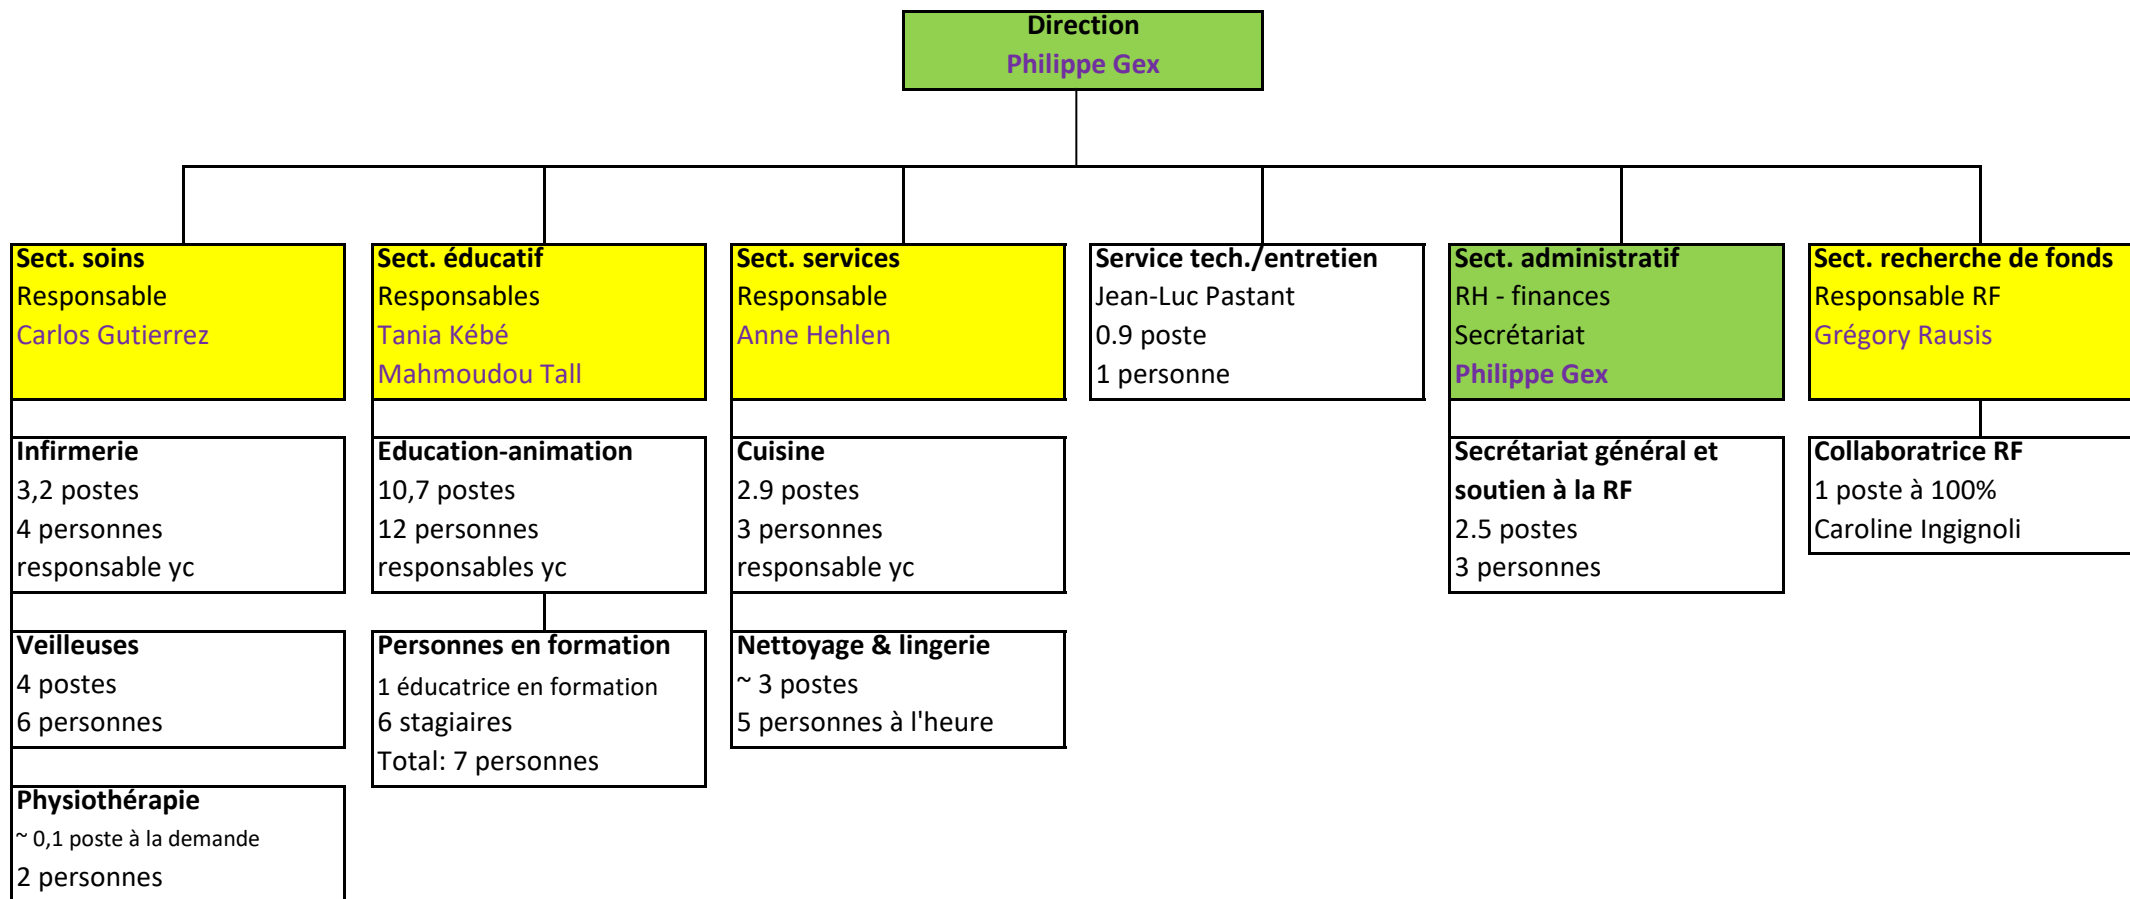 Direction
Philippe Gex
Sect. soins
Responsable
Carlos Gutierrez
Sect. éducatif
Responsables
Tania Kébé
Mahmoudou Tall
Sect. services
Responsable
Anne Hehlen
Service tech./entretien
Jean-Luc Pastant
0.9 poste
1 personne
Sect. administratif
RH - finances
Secrétariat
Philippe Gex
Sect. recherche de fonds
Responsable RF
Grégory Rausis
Infirmerie
3,2 postes
4 personnes
responsable yc
Education-animation
10,7 postes
12 personnes
responsables yc
Cuisine
2.9 postes
3 personnes
responsable yc
Secrétariat général et
soutien à la RF
2.5 postes
3 personnes
Collaboratrice RF
1 poste à 100%
Caroline Ingignoli
Veilleuses
4 postes
6 personnes
Personnes en formation
1 éducatrice en formation
6 stagiaires
Total: 7 personnes
Nettoyage & lingerie
~ 3 postes
5 personnes à l'heure
Physiothérapie
~ 0,1 poste à la demande
2 personnes